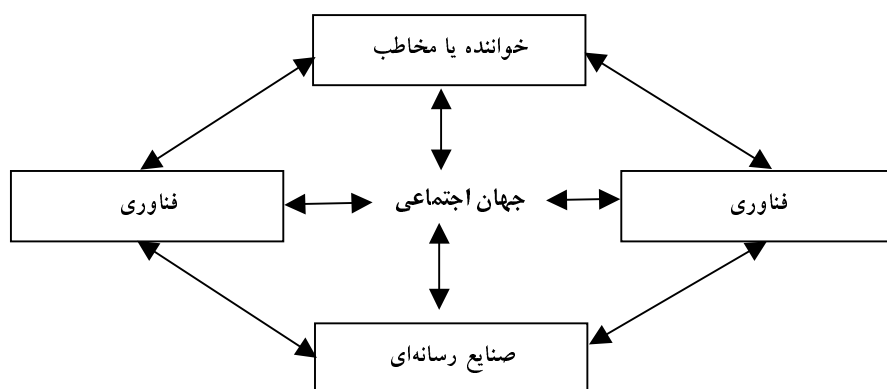 خواننده یا مخاطب
فناوری
جهان اجتماعی
فناوری
صنایع رسانه‌ای